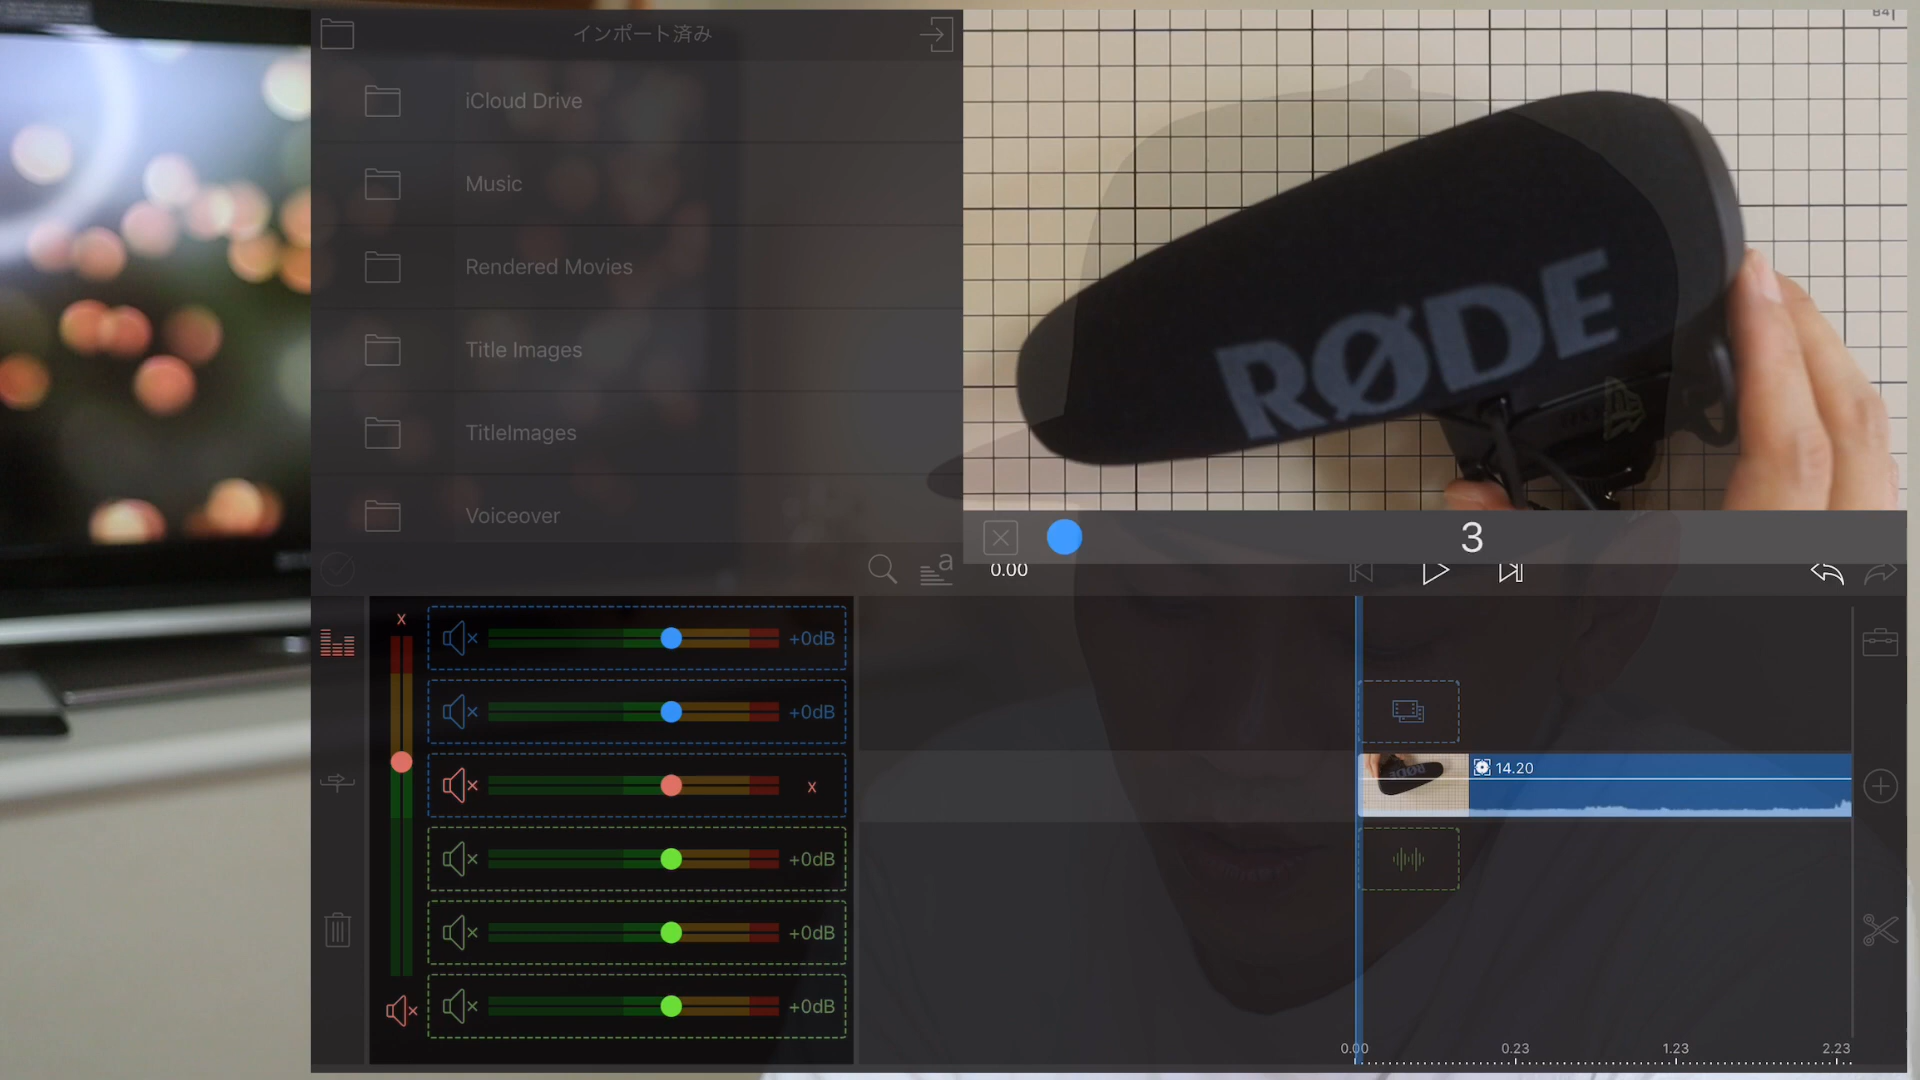 インポート済み
iCloud Drive
Music
Rendered Movies
Title Images
TitleImages
Voiceover
RØDE
3
a
0.00
x
+0dB
+0dB
x
+0dB
+0dB
+0dB
RØDE
14.20
0.00
0.23
1.23
2.23